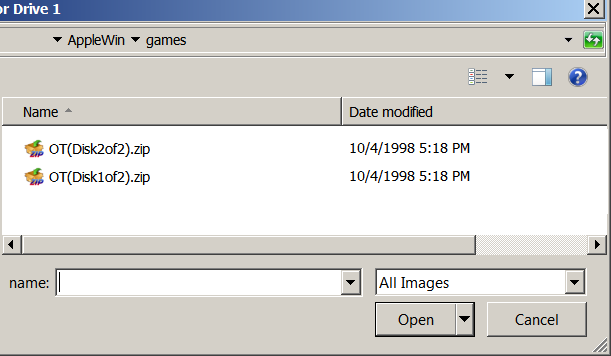 or Drive 1
AppleWin games
Name Date modified
OT(Disk2of2).zip 10/4/1998 5:18 PM
OT(Disk1of2).zip 10/4/1998 5:18 PM
name: All Images
Open Cancel